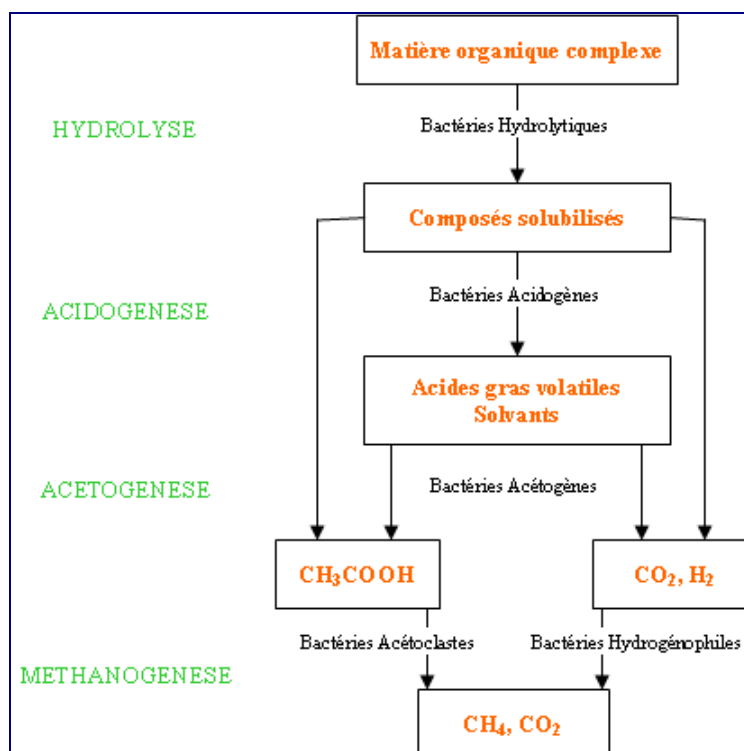 Matière organique complexe
HYDROLYSE
Bactéries Hydrolytiques
Composés solubilisés
Bactéries Acidogènes
ACIDOGENESE
Acides gras volatiles
Solvants
ACETOGENESE
Bactéries Acétogènes
CH₃COOH
CO₂, H₂
Bactéries Acétoclastes
Bactéries Hydrogénophiles
METHANOGENESE
CH₄, CO₂